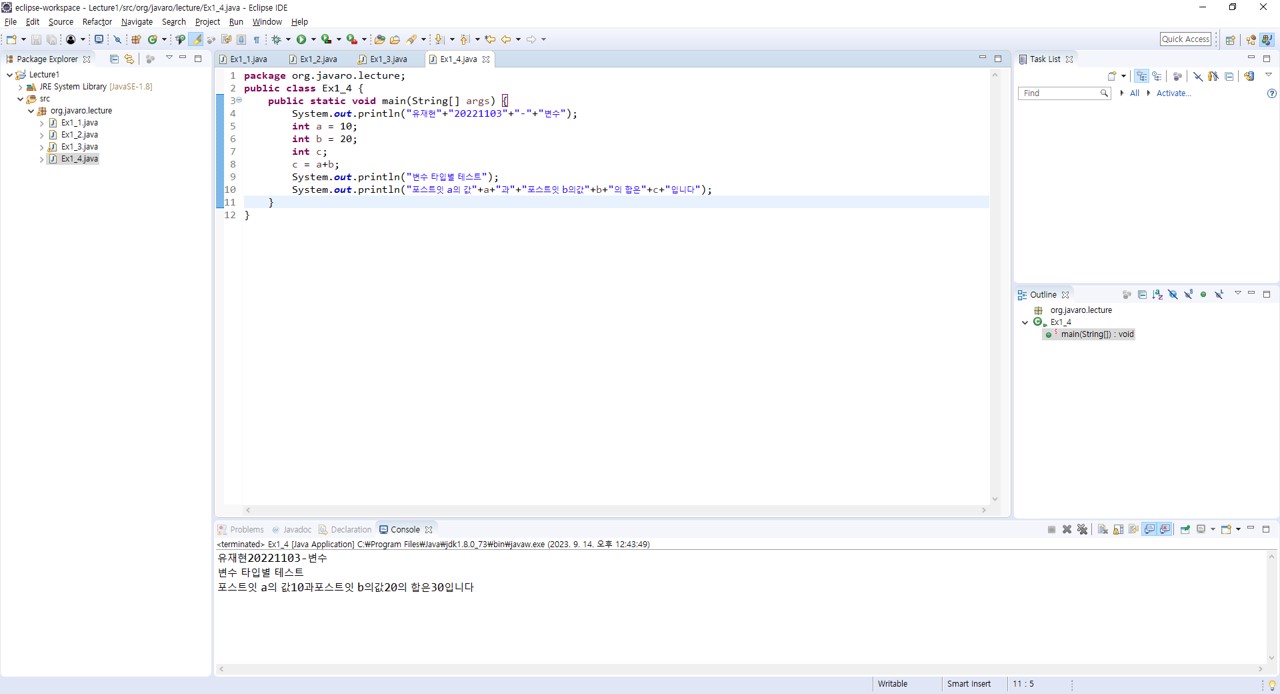 eclipse-workspace - Lecture1/src/org/javaro/lecture/Ex1_4.java - Eclipse IDE
File Edit Source Refactor Navigate Search Project Run Window Help
Quick Access
Package Explorer
Lecture1
JRE System Library [JavaSE-1.8]
src
org.javaro.lecture
Ex1_1.java
Ex1_2.java
Ex1_3.java
Ex1_4.java
Ex1_1.java Ex1_2.java Ex1_3.java Ex1_4.java
1 package org.javaro.lecture;
2 public class Ex1_4 {
3 public static void main(String[] args) {
4 System.out.println("유재현"+"20221103"+"-"+"변수");
5 int a = 10;
6 int b = 20;
7 int c;
8 c = a+b;
9 System.out.println("변수 타입별 테스트");
10 System.out.println("포스트잇 a의 값"+a+"과"+"포스트잇 b의값"+b+"의 합은"+c+"입니다");
11 }
12 }
Task List
Find All Activate...
Outline
org.javaro.lecture
Ex1_4
main(String[]) : void
Problems Javadoc Declaration Console
<terminated> Ex1_4 [Java Application] C:₩Program Files₩Java₩jdk1.8.0_73₩bin₩javaw.exe (2023. 9. 14. 오후 12:43:49)
유재현20221103-변수
변수 타입별 테스트
포스트잇 a의 값10과포스트잇 b의값20의 합은30입니다
Writable Smart Insert 11 : 5